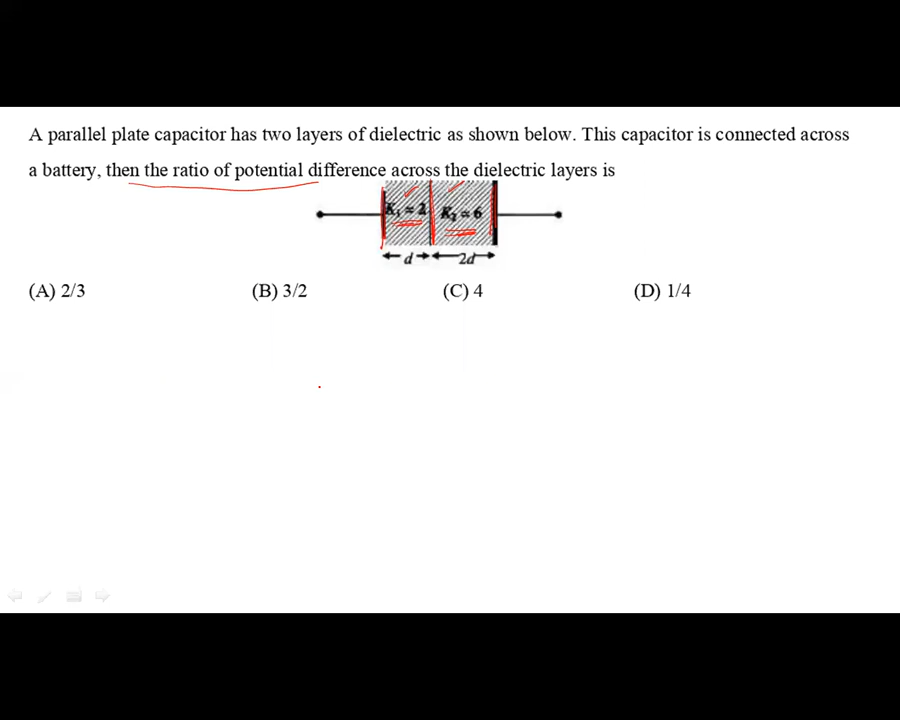 A parallel plate capacitor has two layers of dielectric as shown below. This capacitor is connected across
a battery, then the ratio of potential difference across the dielectric layers is
K₁ = 2 K₂ = 6
d 2d
(A) 2/3 (B) 3/2 (C) 4 (D) 1/4